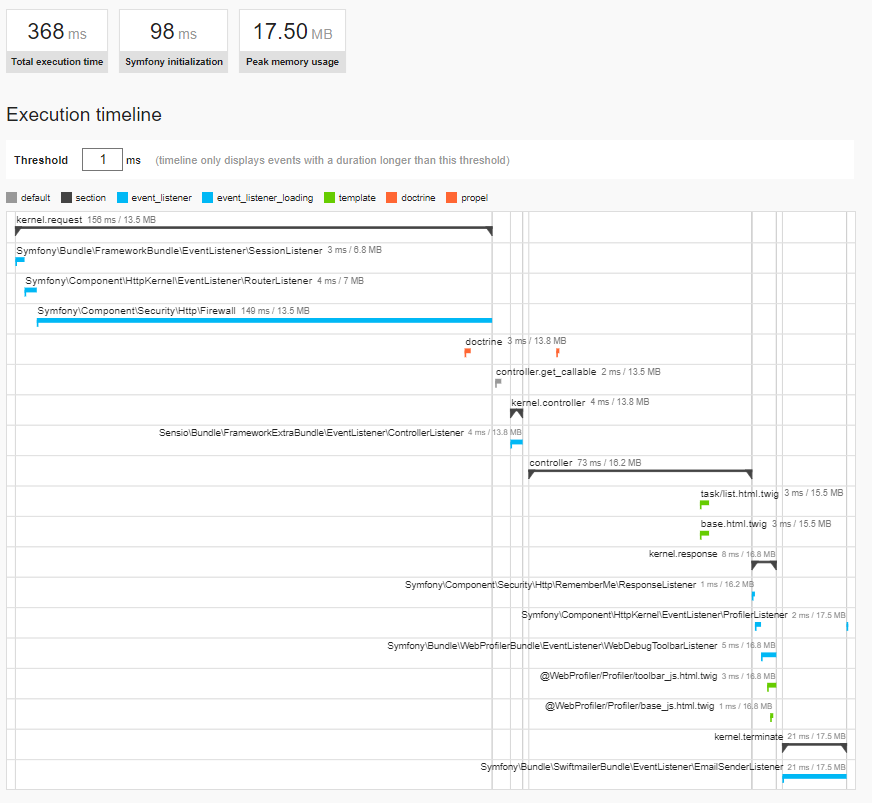 368 ms 98 ms 17.50 MB
Total execution time Symfony initialization Peak memory usage
Execution timeline
Threshold 1 ms (timeline only displays events with a duration longer than this threshold)
default section event_listener event_listener_loading template doctrine propel
kernel.request 156 ms / 13.5 MB
Symfony\Bundle\FrameworkBundle\EventListener\SessionListener 3 ms / 6.8 MB
Symfony\Component\HttpKernel\EventListener\RouterListener 4 ms / 7 MB
Symfony\Component\Security\Http\Firewall 149 ms / 13.5 MB
doctrine 3 ms / 13.8 MB
controller.get_callable 2 ms / 13.5 MB
kernel.controller 4 ms / 13.8 MB
Sensio\Bundle\FrameworkExtraBundle\EventListener\ControllerListener 4 ms / 13.8 MB
controller 73 ms / 16.2 MB
task/list.html.twig 3 ms / 15.5 MB
base.html.twig 3 ms / 15.5 MB
kernel.response 8 ms / 16.8 MB
Symfony\Component\Security\Http\RememberMe\ResponseListener 1 ms / 16.2 MB
Symfony\Component\HttpKernel\EventListener\ProfilerListener 2 ms / 17.5 MB
Symfony\Bundle\WebProfilerBundle\EventListener\WebDebugToolbarListener 5 ms / 16.8 MB
@WebProfiler/Profiler/toolbar_js.html.twig 3 ms / 16.8 MB
@WebProfiler/Profiler/base_js.html.twig 1 ms / 16.8 MB
kernel.terminate 21 ms / 17.5 MB
Symfony\Bundle\SwiftmailerBundle\EventListener\EmailSenderListener 21 ms / 17.5 MB